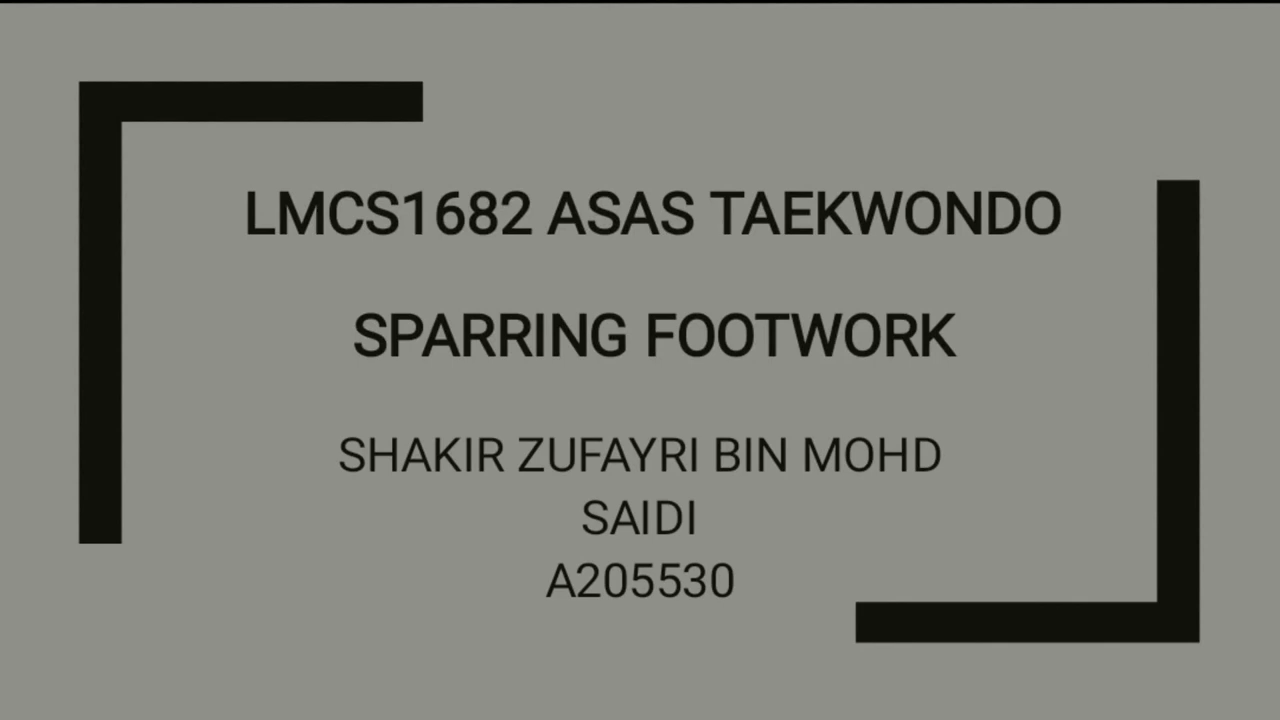 LMCS1682 ASAS TAEKWONDO
SPARRING FOOTWORK
SHAKIR ZUFAYRI BIN MOHD
SAIDI
A205530